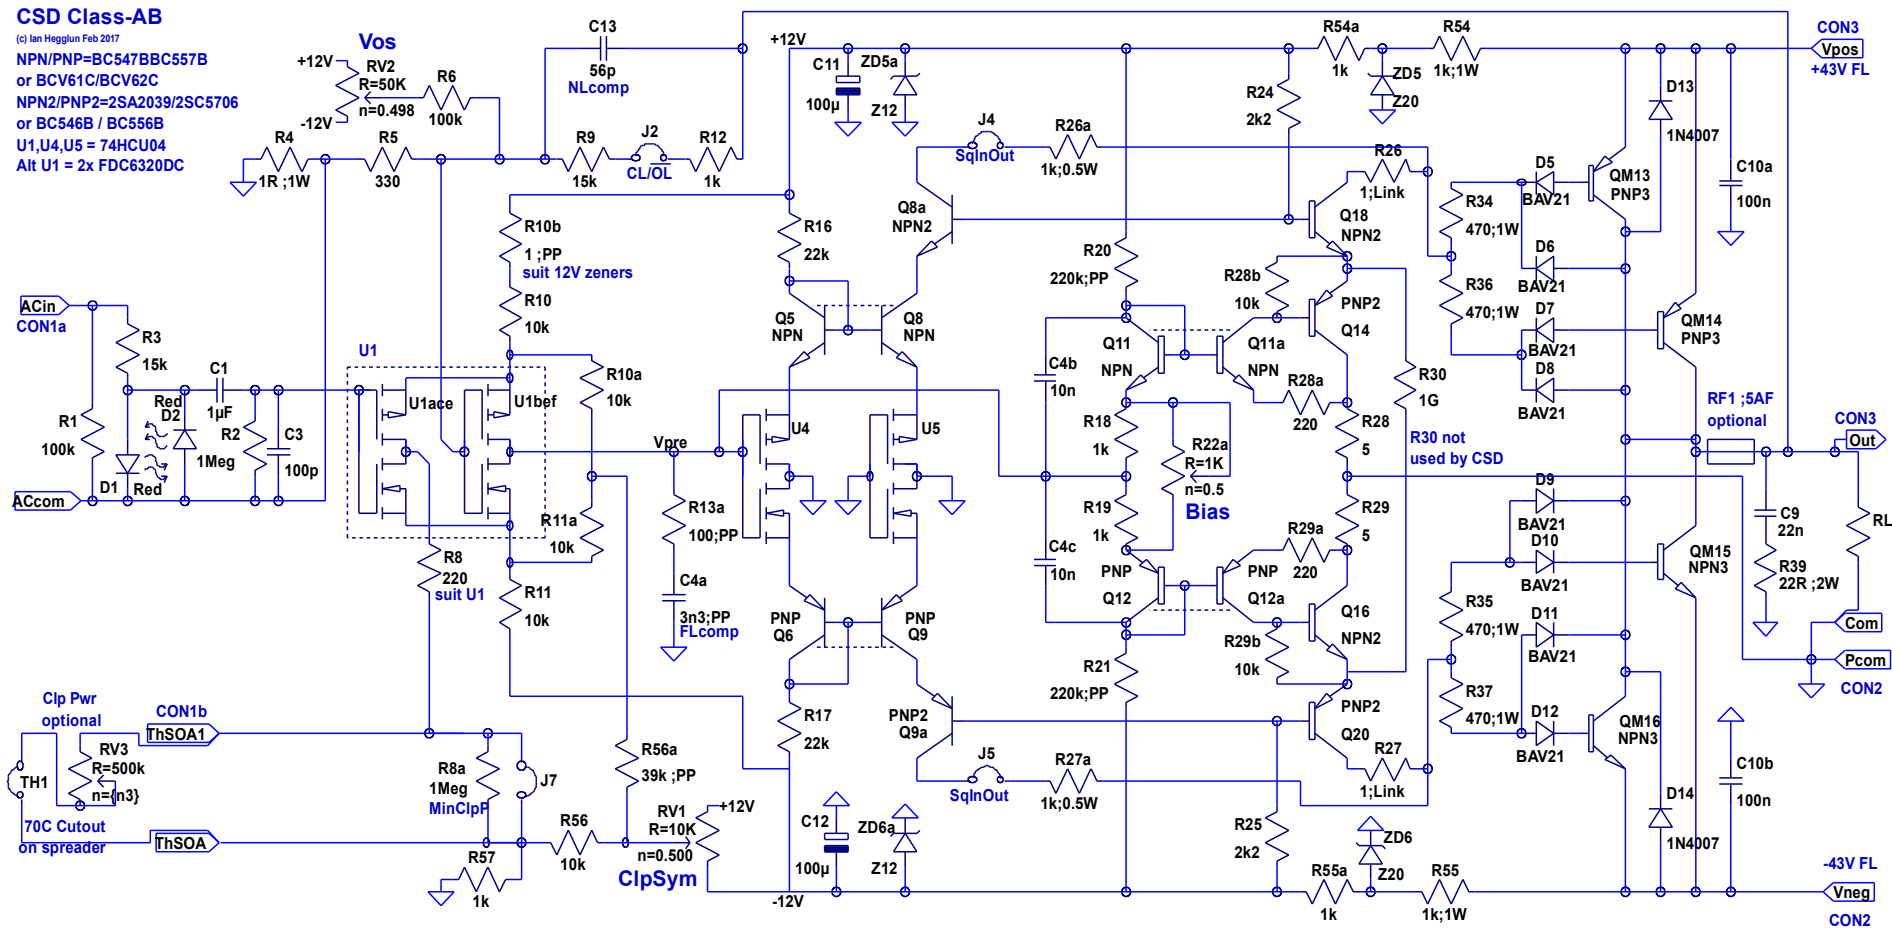 CSD Class-AB
(c) Ian Hegglun Feb 2017
NPN/PNP=BC547BBC557B
or BCV61C/BCV62C
NPN2/PNP2=2SA2039/2SC5706
or BC546B / BC556B
U1,U4,U5 = 74HCU04
Alt U1 = 2x FDC6320DC
Vos
+12V
RV2
R=50K
n=0.498
-12V
R6
100k
C13
56p
NLcomp
R4
1R ;1W
R5
330
R9
15k
J2
CL/OL
R12
1k
R10b
1 ;PP
suit 12V zeners
R10
10k
R10a
10k
ACin
CON1a
R3
15k
R1
100k
ACcom
D1
Red
Red
D2
1Meg
C1
1µF
R2
C3
100p
U1
U1ace
U1bef
R8
220
suit U1
R11a
10k
R11
10k
Vpre
R13a
100;PP
C4a
3n3;PP
FLcomp
+12V
C11
100µ
ZD5a
Z12
R16
22k
Q5
NPN
Q8
NPN
Q8a
NPN2
J4
SqInOut
R26a
1k;0.5W
U4
U5
PNP
Q6
PNP
Q9
R17
22k
PNP2
Q9a
J5
SqInOut
R27a
1k;0.5W
C12
100µ
ZD6a
Z12
-12V
R20
220k;PP
C4b
10n
Q11
NPN
Q11a
NPN
R28b
10k
R28a
220
R18
1k
R22a
R=1K
n=0.5
Bias
R19
1k
C4c
10n
PNP
Q12
PNP
Q12a
R29a
220
R29b
10k
R21
220k;PP
R24
2k2
R54a
1k
ZD5
Z20
R54
1k;1W
R26
1;Link
Q18
NPN2
PNP2
Q14
R28
5
R29
5
R30
1G
R30 not
used by CSD
Q16
NPN2
PNP2
Q20
R27
1;Link
R25
2k2
R55a
1k
ZD6
Z20
R55
1k;1W
R34
470;1W
R36
470;1W
D5
BAV21
D6
BAV21
D7
BAV21
D8
BAV21
D9
BAV21
D10
BAV21
D11
BAV21
D12
BAV21
R35
470;1W
R37
470;1W
QM13
PNP3
QM14
PNP3
QM15
NPN3
QM16
NPN3
D13
1N4007
D14
1N4007
C10a
100n
C10b
100n
CON3
Vpos
+43V FL
RF1 ;5AF
optional
CON3
Out
C9
22n
R39
22R ;2W
RL
Com
Pcom
CON2
-43V FL
Vneg
CON2
Clp Pwr
optional
CON1b
ThSOA1
RV3
R=500k
n={n3}
TH1
70C Cutout
on spreader
ThSOA
R8a
1Meg
MinClpP
J7
R57
1k
R56
10k
R56a
39k ;PP
RV1
R=10K
n=0.500
+12V
ClpSym